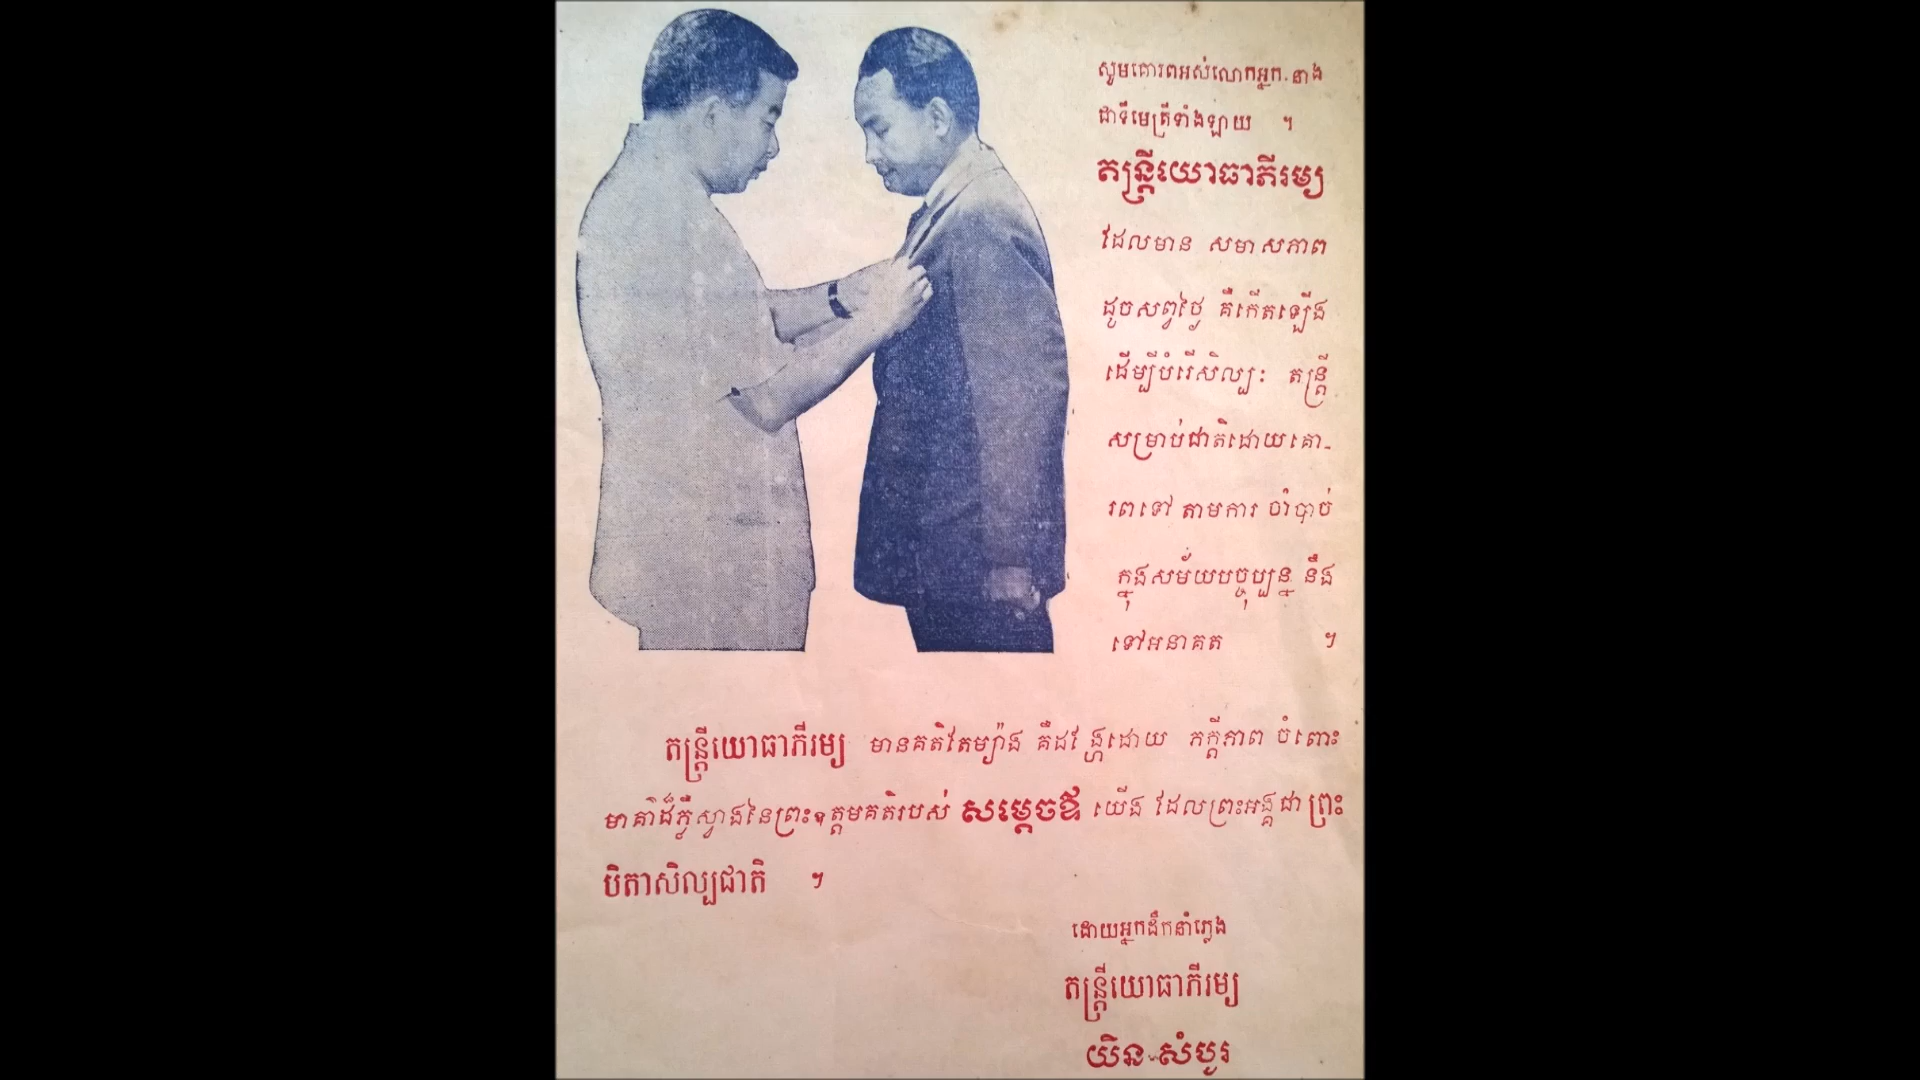 សូមគោរពអស់លោកអ្នក-នាង
ជាទីមេត្រីទាំងឡាយ ។
តន្ត្រីយោធាភីរម្យ
ដែលមាន សមាសភាព
ដូចសព្វថ្ងៃ គឺកើតឡើង
ដើម្បីបំរើសិល្បៈ តន្ត្រី
សម្រាប់ជាតិដោយគោ-
រពទៅ តាមការ ចាំបាច់
ក្នុងសម័យបច្ចុប្បន្ន នឹង
ទៅអនាគត ។
តន្ត្រីយោធាភីរម្យ មានគតិតែម្យ៉ាង គឺដង្ហែដោយ ភក្តីភាព ចំពោះ
មាគ៌ាដ៏ភ្លឺស្វាងនៃព្រះឧត្តមគតិរបស់ សម្តេចឪ យើង ដែលព្រះអង្គជា ព្រះ
បិតាសិល្បជាតិ ។
ដោយអ្នកដឹកនាំភ្លេង
តន្ត្រីយោធាភីរម្យ
យិន-សំបូរ